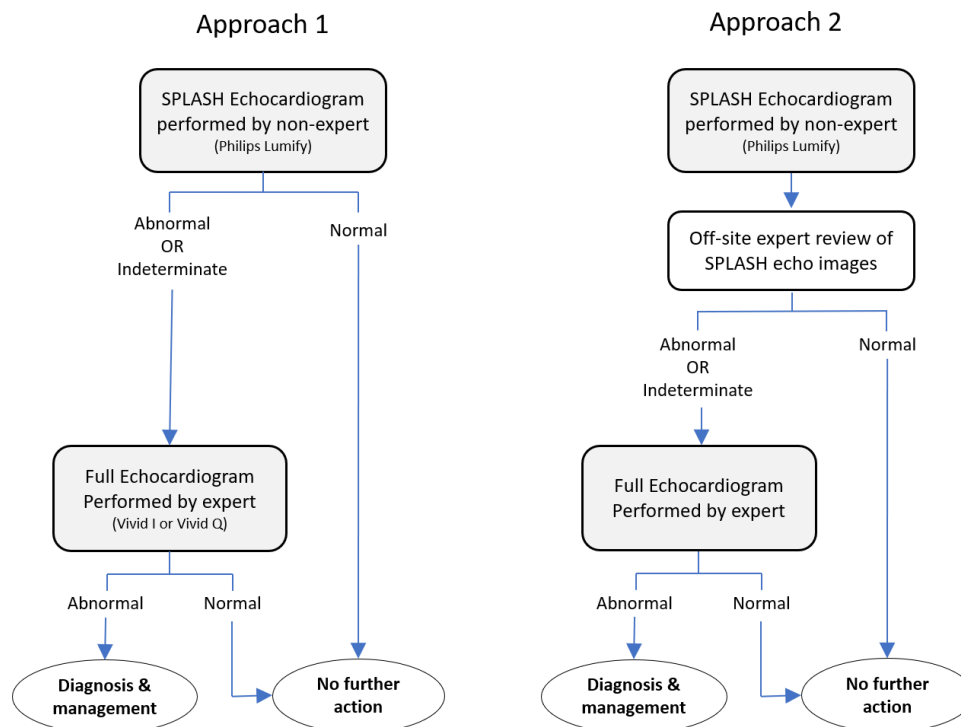 Approach 1
SPLASH Echocardiogram
performed by non-expert
(Philips Lumify)
Abnormal
OR
Indeterminate
Normal
Full Echocardiogram
Performed by expert
(Vivid I or Vivid Q)
Abnormal
Normal
Diagnosis &
management
No further
action
Approach 2
SPLASH Echocardiogram
performed by non-expert
(Philips Lumify)
Off-site expert review of
SPLASH echo images
Abnormal
OR
Indeterminate
Normal
Full Echocardiogram
Performed by expert
Abnormal
Normal
Diagnosis &
management
No further
action